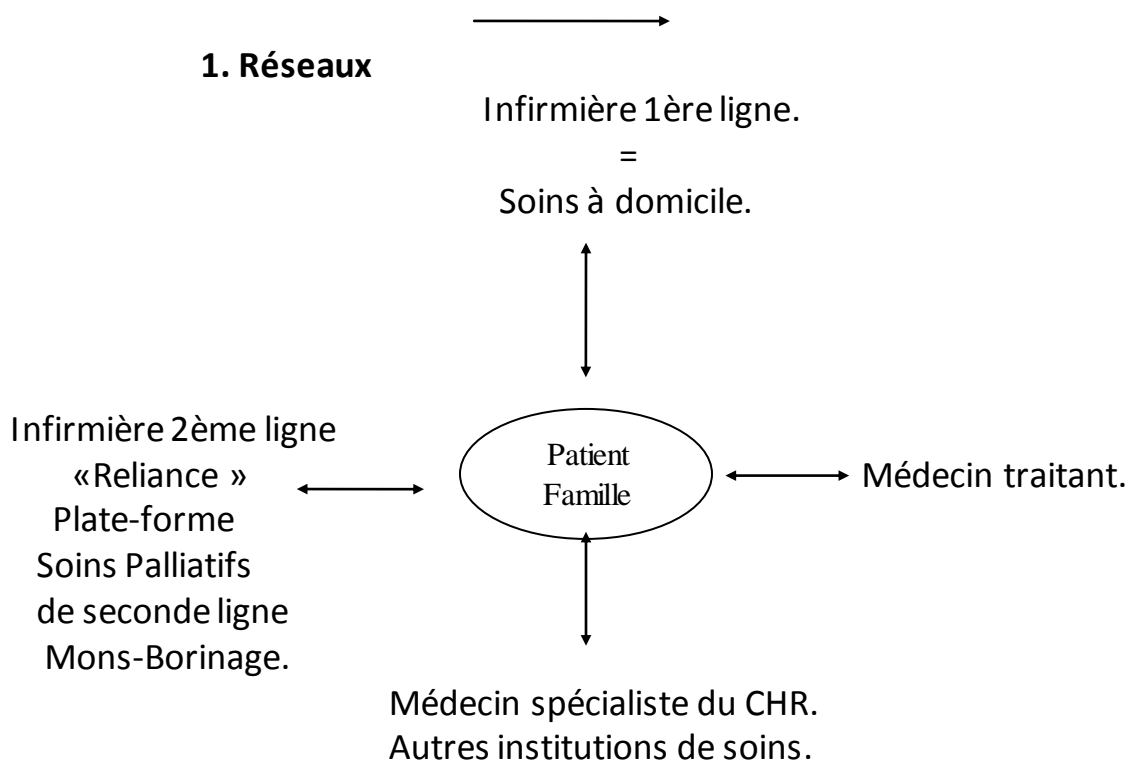 1. Réseaux
Infirmière 1ère ligne.
=
Soins à domicile.
Infirmière 2ème ligne
«Reliance »
Plate-forme
Soins Palliatifs
de seconde ligne
Mons-Borinage.
Patient
Famille
Médecin traitant.
Médecin spécialiste du CHR.
Autres institutions de soins.